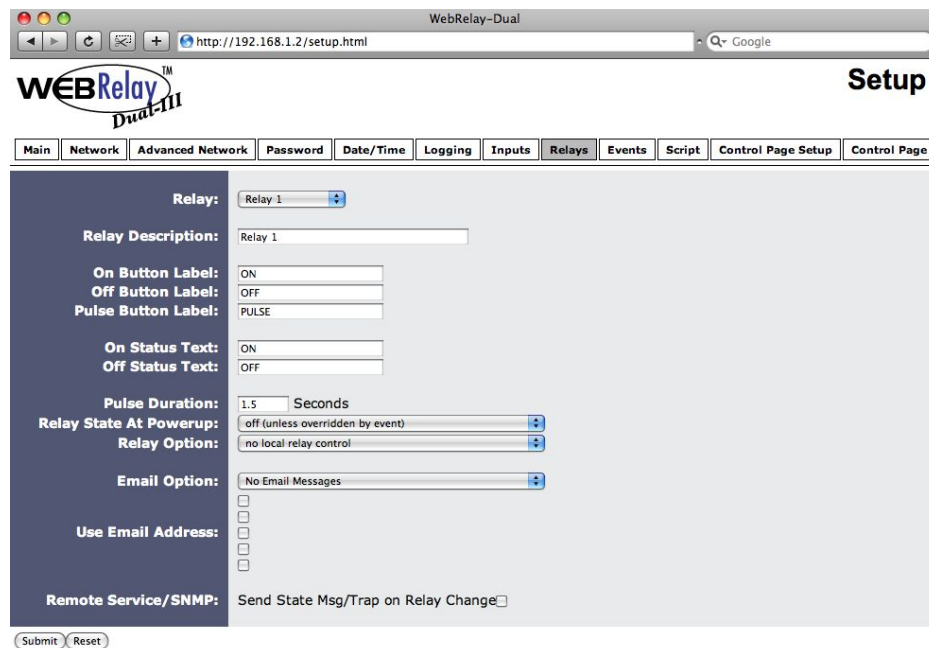 WebRelay-Dual
http://192.168.1.2/setup.html
Google
WEBRelay™
Dual-III
Setup
Main Network Advanced Network Password Date/Time Logging Inputs Relays Events Script Control Page Setup Control Page
Relay: Relay 1
Relay Description: Relay 1
On Button Label: ON
Off Button Label: OFF
Pulse Button Label: PULSE
On Status Text: ON
Off Status Text: OFF
Pulse Duration: 1.5 Seconds
Relay State At Powerup: off (unless overridden by event)
Relay Option: no local relay control
Email Option: No Email Messages
Use Email Address:
Remote Service/SNMP: Send State Msg/Trap on Relay Change
Submit Reset